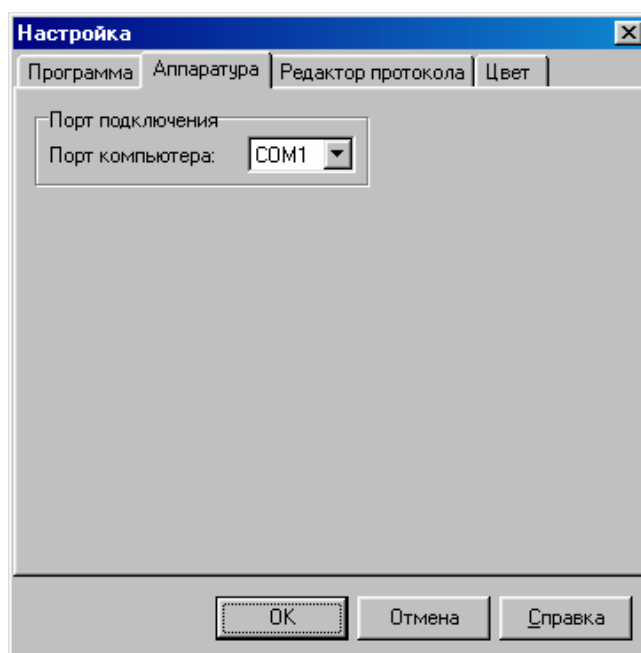 Настройка
Программа Аппаратура Редактор протокола Цвет
Порт подключения
Порт компьютера: COM1
OK Отмена Справка